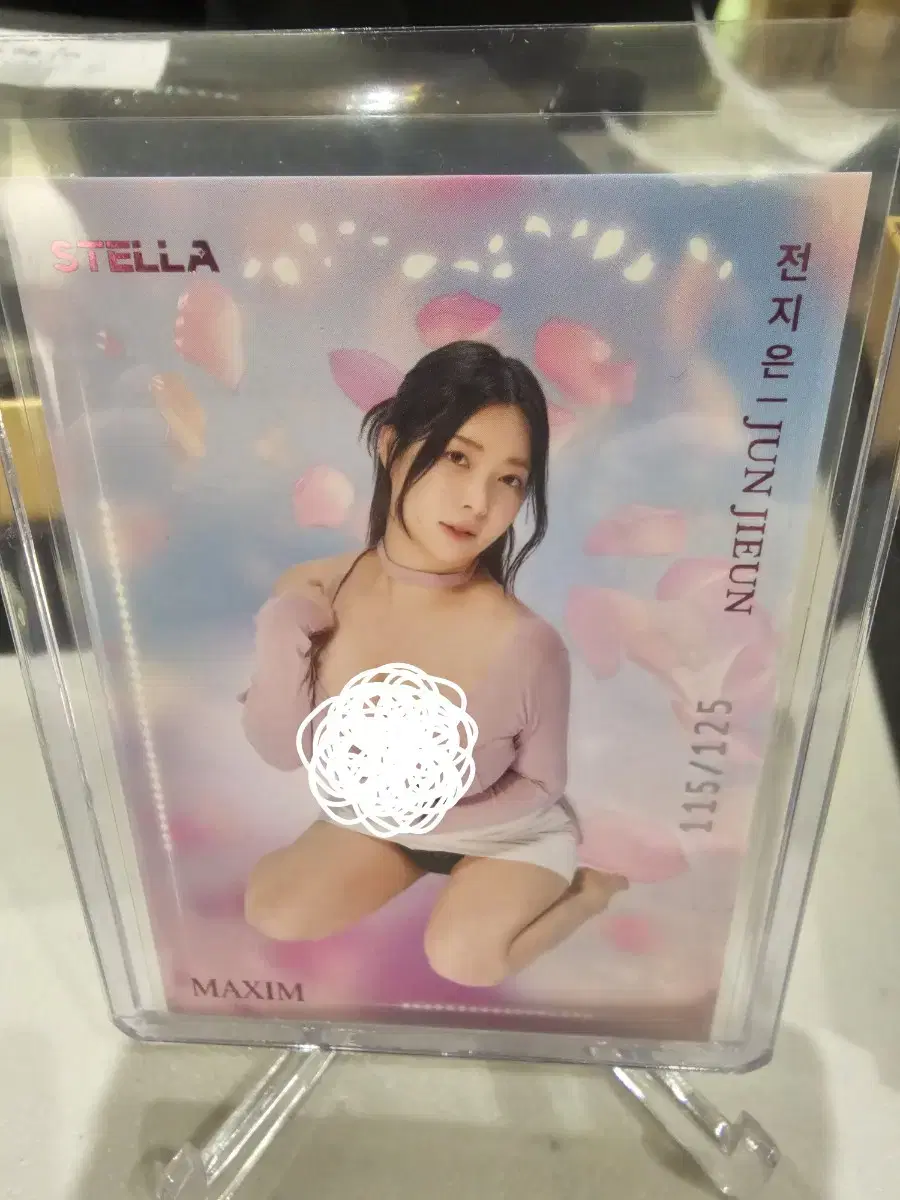 STELLA
전지은 | JUN JIEUN
115/125
MAXIM